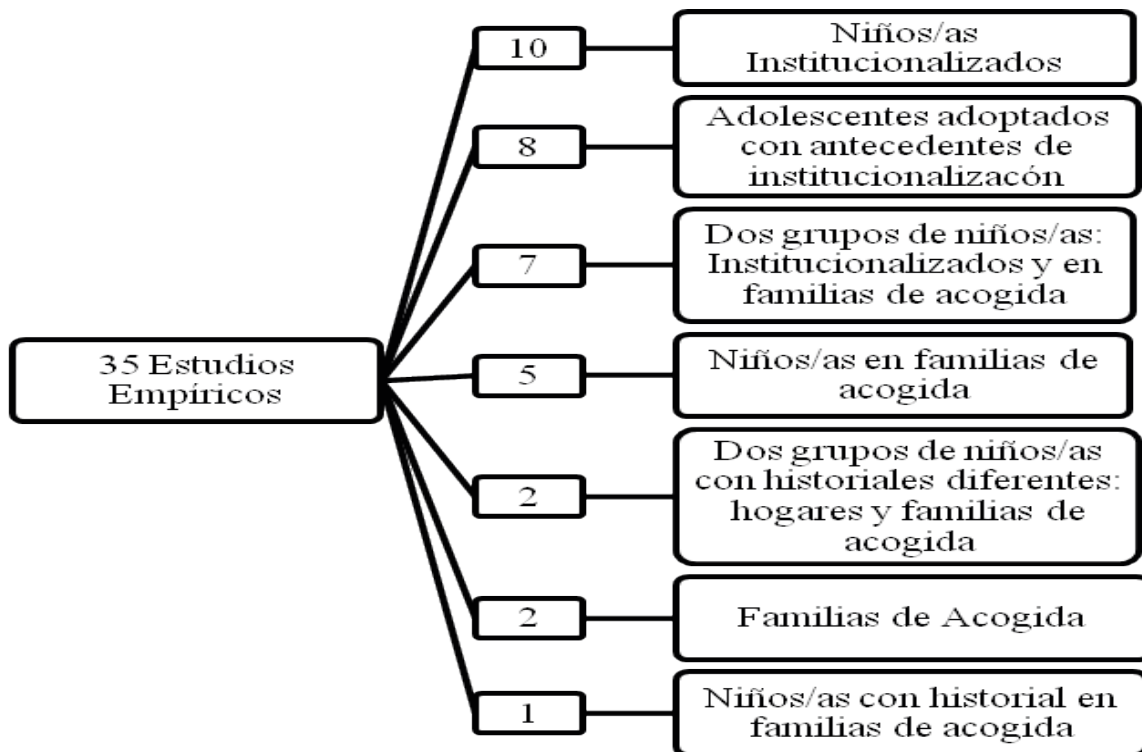 35 Estudios
Empíricos
10
Niños/as
Institucionalizados
8
Adolescentes adoptados
con antecedentes de
institucionalizacón
7
Dos grupos de niños/as:
Institucionalizados y en
familias de acogida
5
Niños/as en familias de
acogida
2
Dos grupos de niños/as
con historiales diferentes:
hogares y familias de
acogida
2
Familias de Acogida
1
Niños/as con historial en
familias de acogida